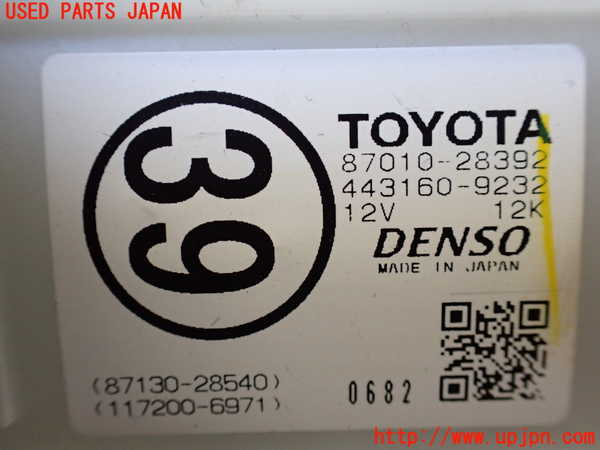 USED PARTS JAPAN
39
TOYOTA
87010-28392
443160-9232
12V 12K
DENSO
MADE IN JAPAN
(87130-28540)
(117200-6971)
0682
http://www.upjpn.com/